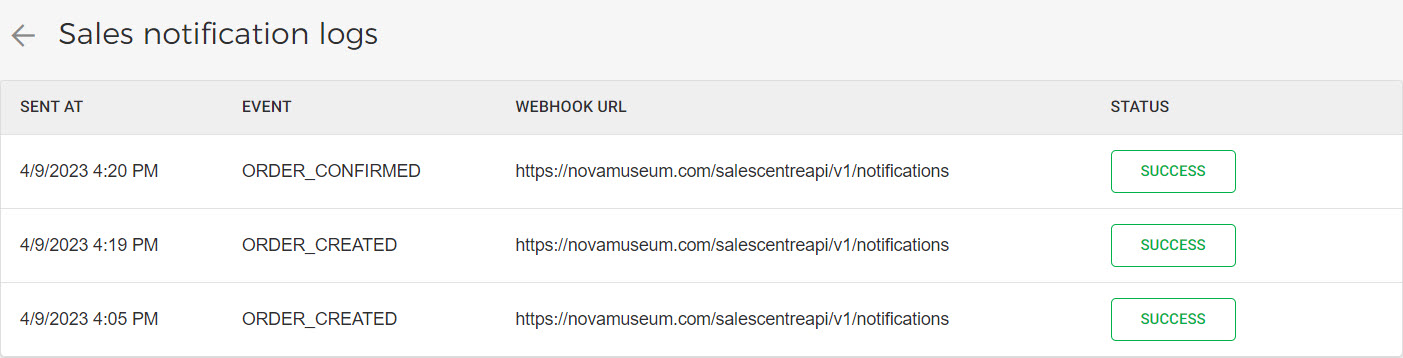 Sales notification logs
SENT AT EVENT WEBHOOK URL STATUS
4/9/2023 4:20 PM ORDER_CONFIRMED https://novamuseum.com/salescentreapi/v1/notifications SUCCESS
4/9/2023 4:19 PM ORDER_CREATED https://novamuseum.com/salescentreapi/v1/notifications SUCCESS
4/9/2023 4:05 PM ORDER_CREATED https://novamuseum.com/salescentreapi/v1/notifications SUCCESS